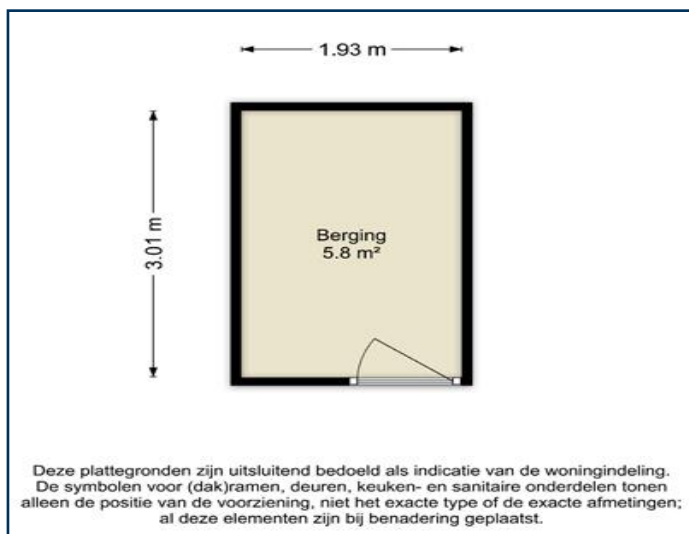 1.93 m
3.01 m
Berging
5.8 m²
Deze plattegronden zijn uitsluitend bedoeld als indicatie van de woningindeling.
De symbolen voor (dak)ramen, deuren, keuken- en sanitaire onderdelen tonen
alleen de positie van de voorziening, niet het exacte type of de exacte afmetingen;
al deze elementen zijn bij benadering geplaatst.